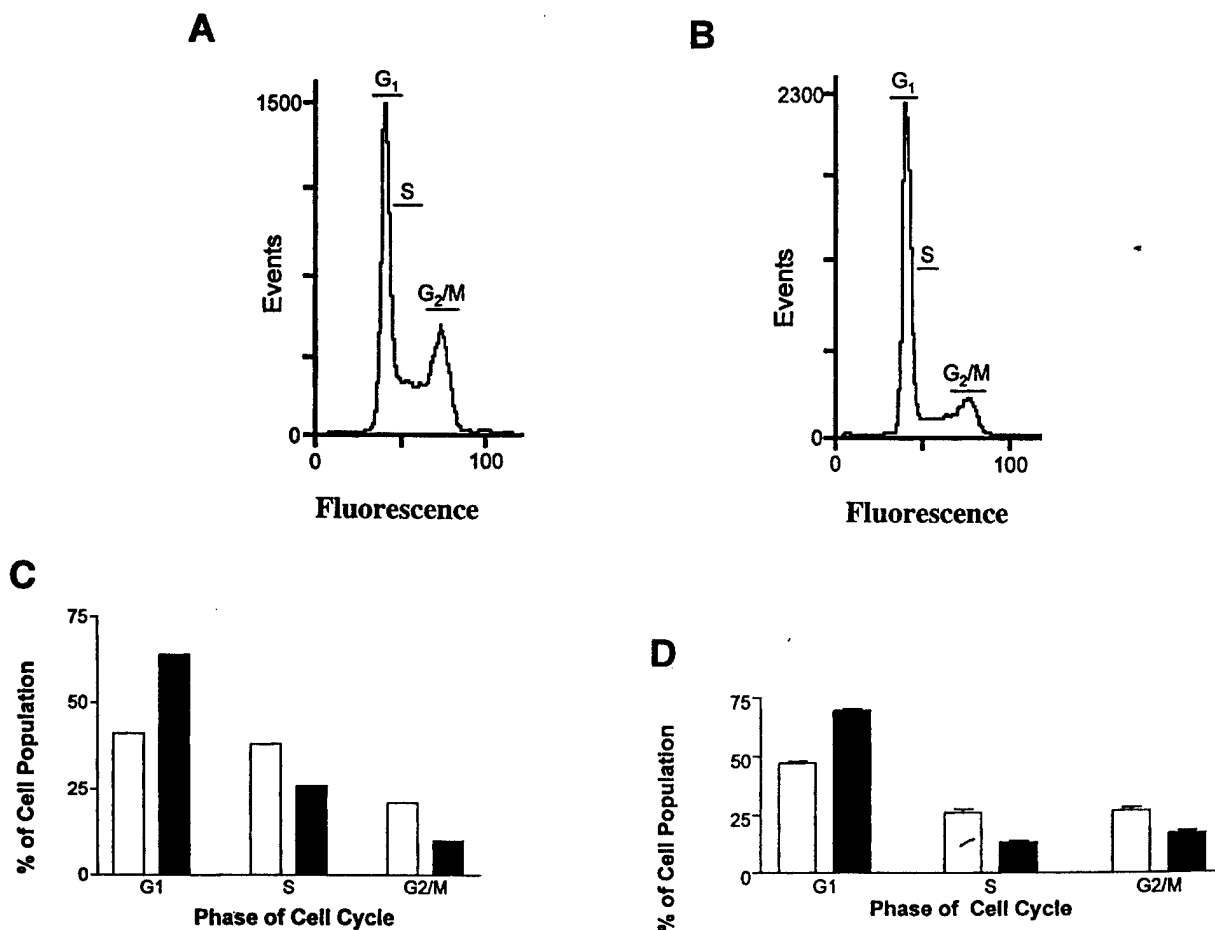 A
G1
1500
S
G2/M
Events
0
0
100
Fluorescence
B
G1
2300
S
G2/M
Events
0
0
100
Fluorescence
C
75
50
25
0
% of Cell Population
G1
S
G2/M
Phase of Cell Cycle
D
75
50
25
0
% of Cell Population
G1
S
G2/M
Phase of Cell Cycle